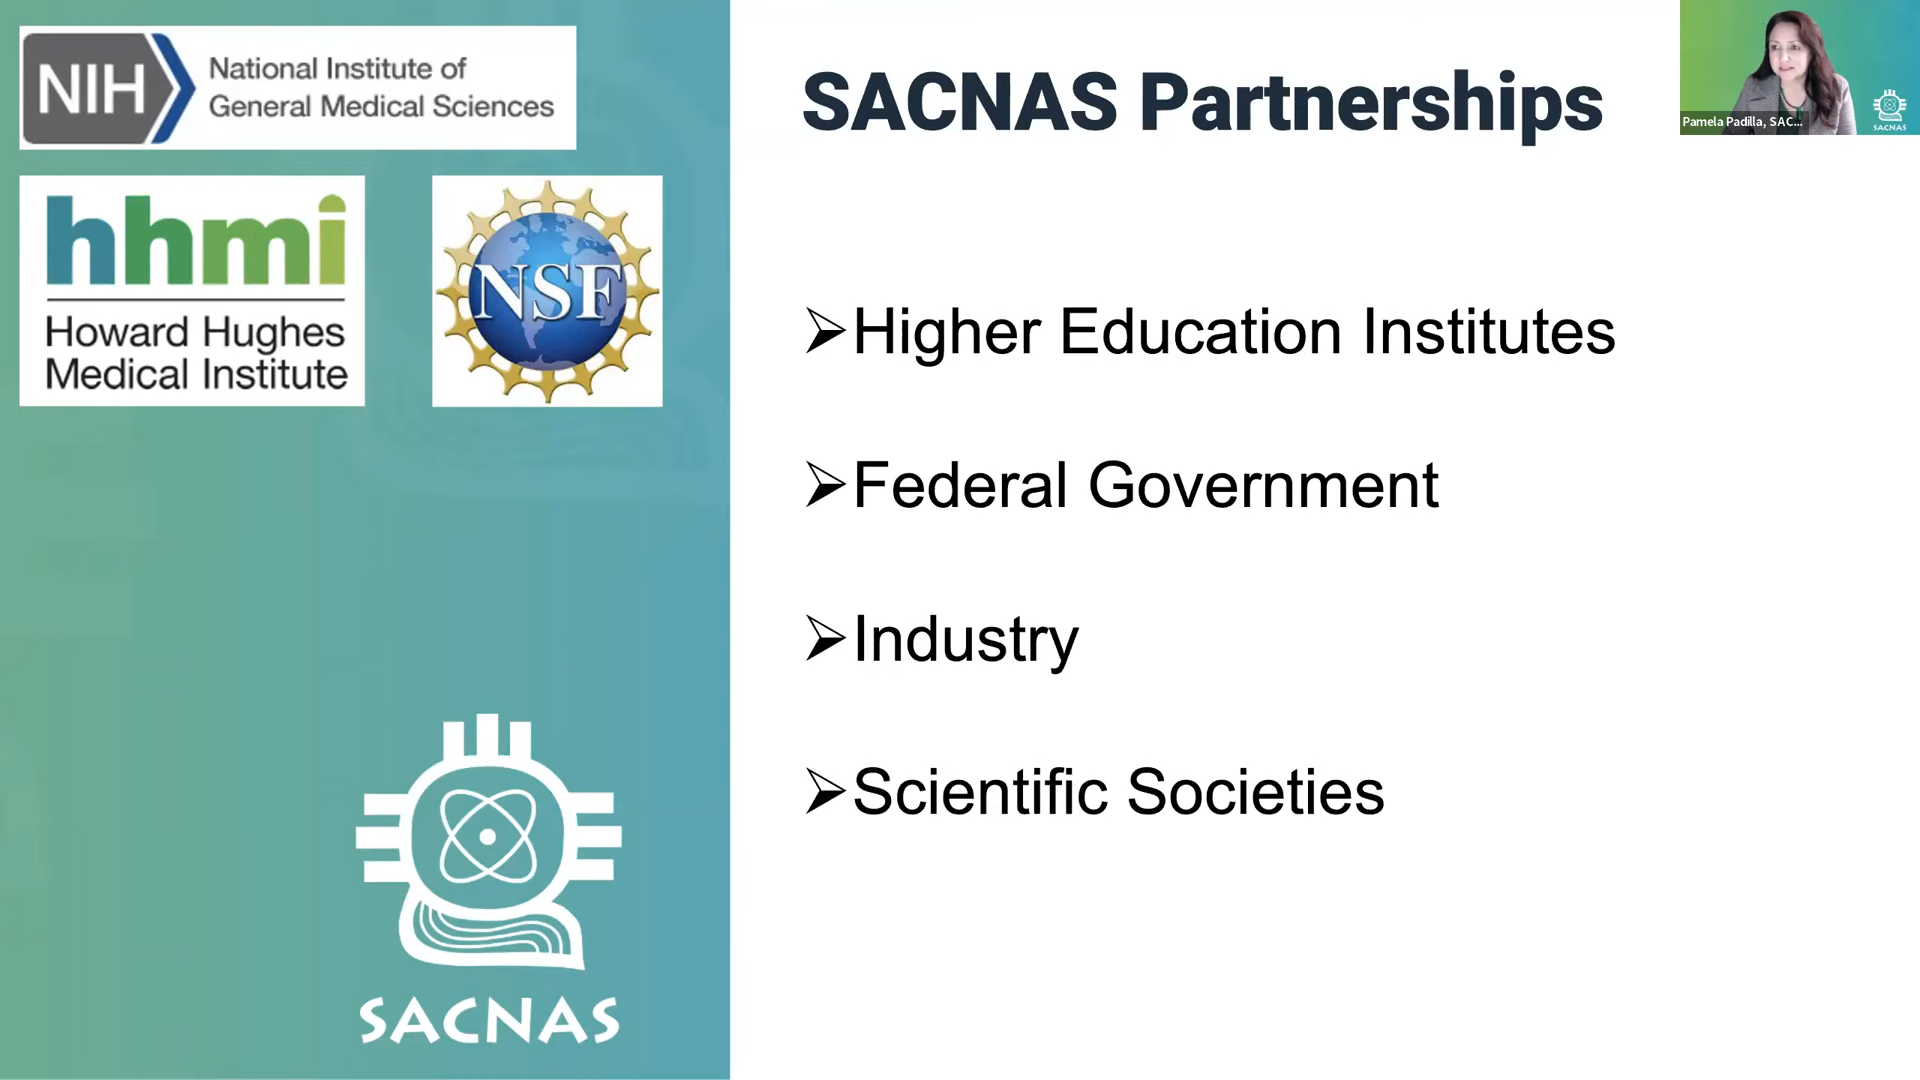 NIH
National Institute of
General Medical Sciences
hhmi
Howard Hughes
Medical Institute
NSF
SACNAS
SACNAS Partnerships
➢Higher Education Institutes
➢Federal Government
➢Industry
➢Scientific Societies
Pamela Padilla, SAC...
SACNAS